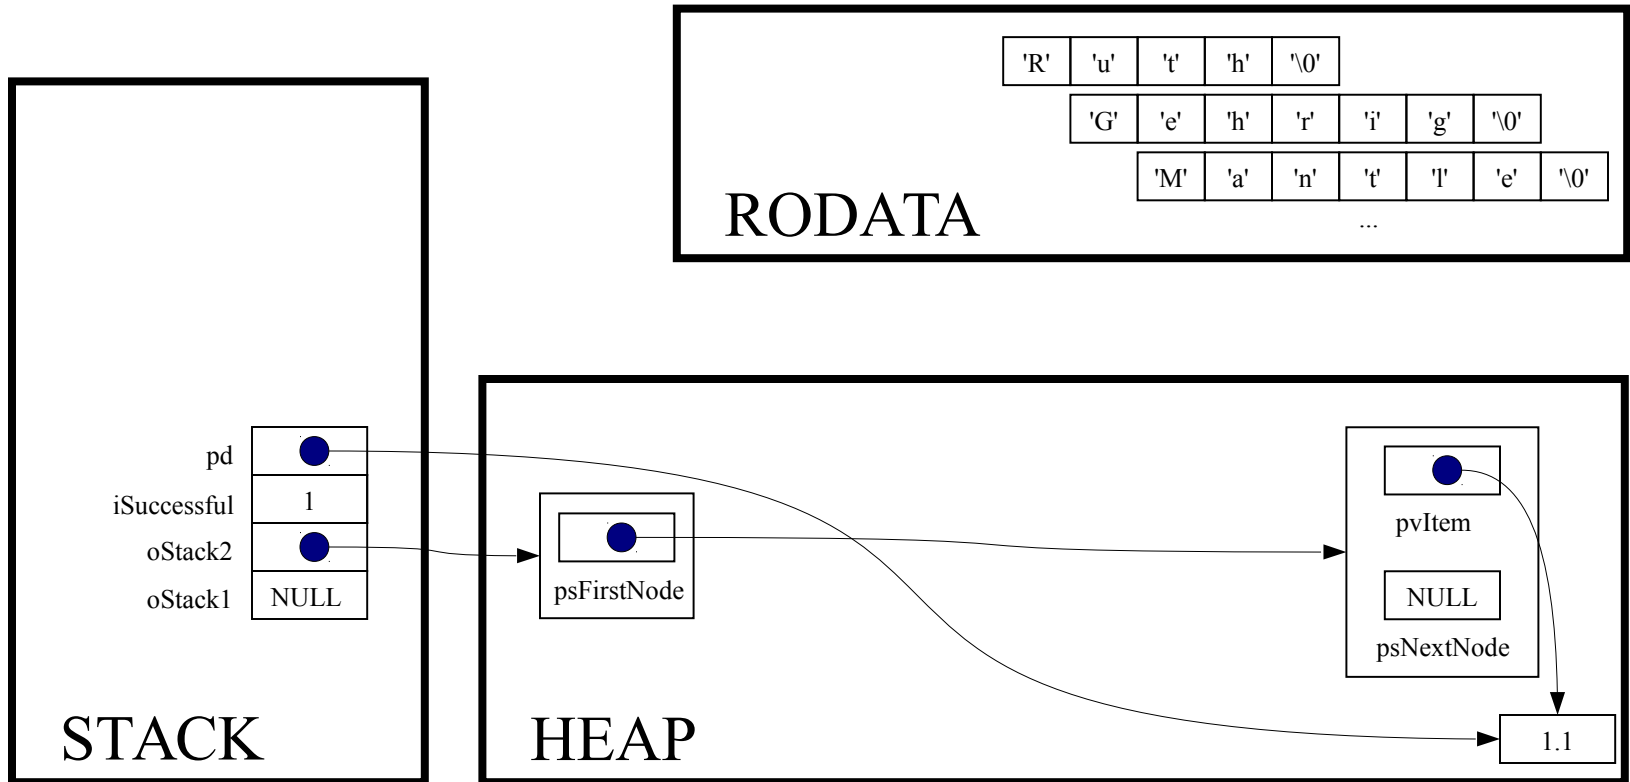 'R' 'u' 't' 'h' '\0'
'G' 'e' 'h' 'r' 'i' 'g' '\0'
'M' 'a' 'n' 't' 'l' 'e' '\0'
...
RODATA
pd
iSuccessful 1
oStack2
oStack1 NULL
STACK
psFirstNode
pvItem
NULL
psNextNode
1.1
HEAP